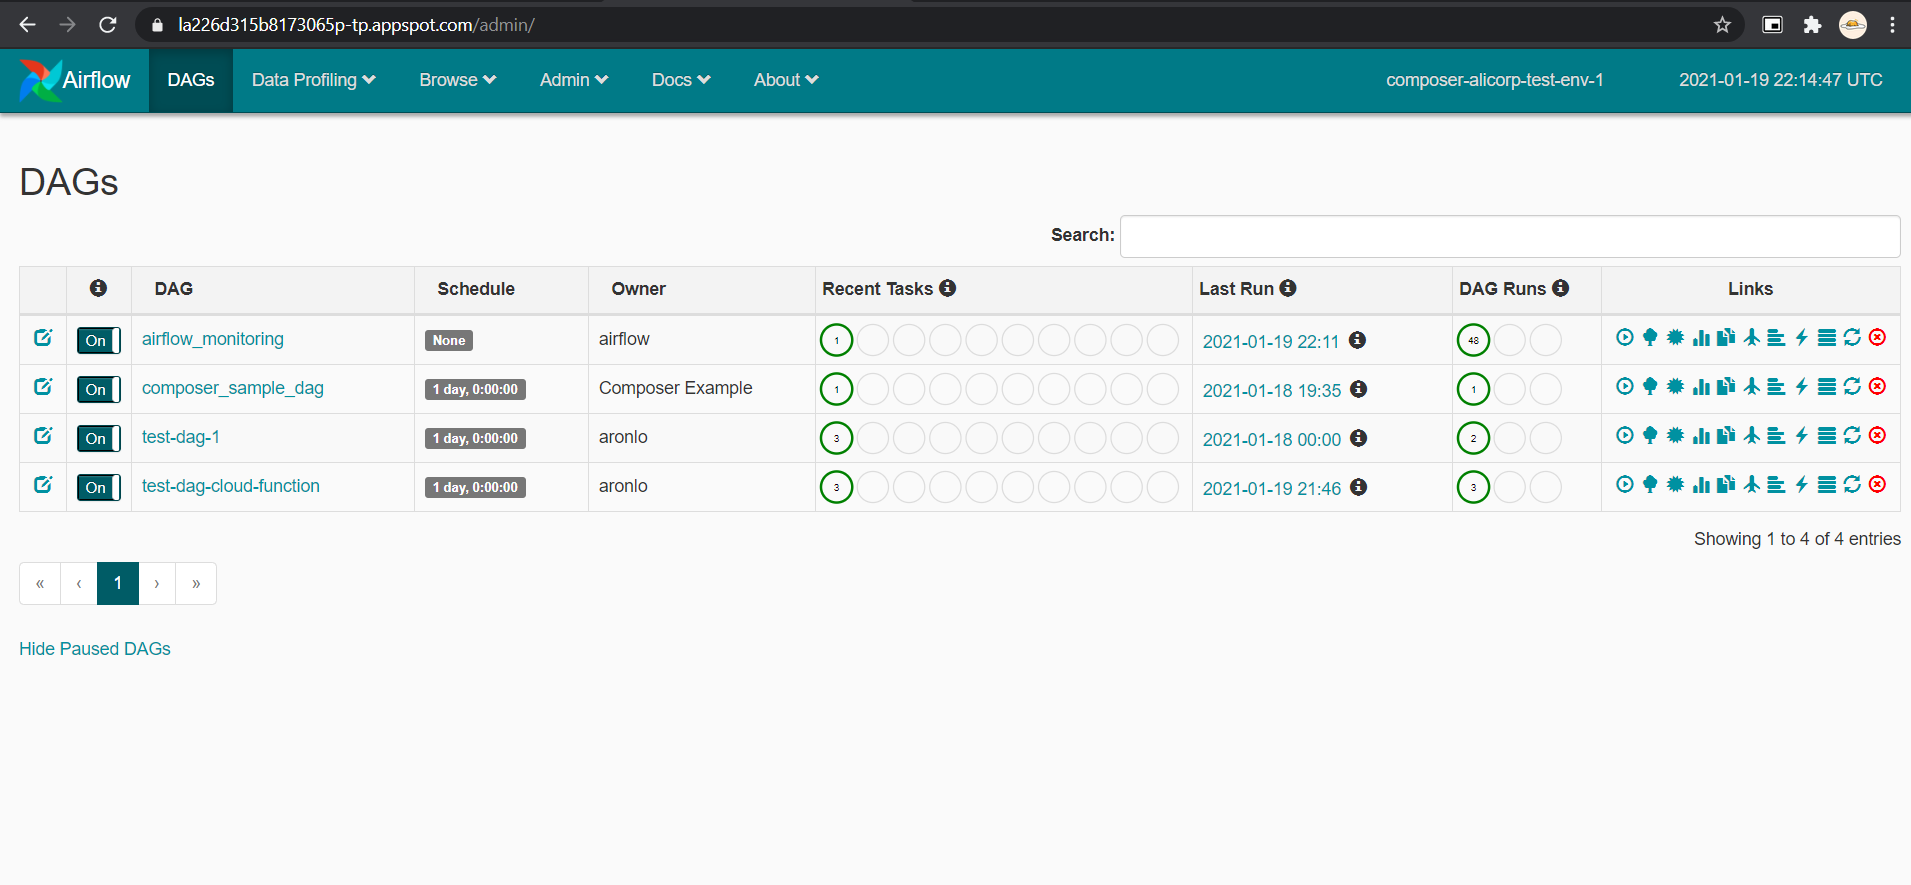 la226d315b8173065p-tp.appspot.com/admin/
Airflow DAGs Data Profiling Browse Admin Docs About composer-alicorp-test-env-1 2021-01-19 22:14:47 UTC
DAGs
Search:
DAG Schedule Owner Recent Tasks Last Run DAG Runs Links
On airflow_monitoring None airflow 1 2021-01-19 22:11 48
On composer_sample_dag 1 day, 0:00:00 Composer Example 1 2021-01-18 19:35 1
On test-dag-1 1 day, 0:00:00 aronlo 3 2021-01-18 00:00 2
On test-dag-cloud-function 1 day, 0:00:00 aronlo 3 2021-01-19 21:46 3
Showing 1 to 4 of 4 entries
« ‹ 1 › »
Hide Paused DAGs